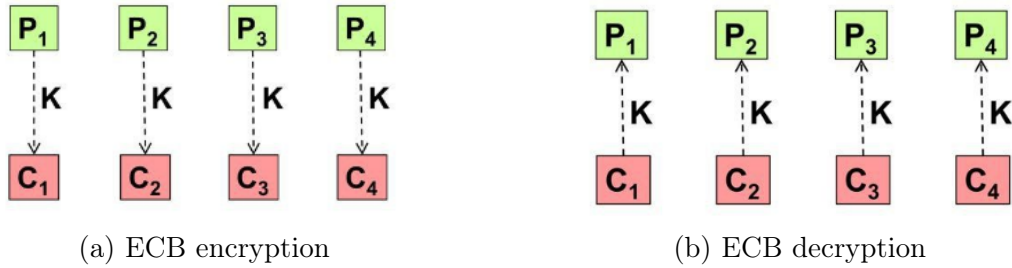 P₁ P₂ P₃ P₄
K K K K
C₁ C₂ C₃ C₄
(a) ECB encryption
P₁ P₂ P₃ P₄
K K K K
C₁ C₂ C₃ C₄
(b) ECB decryption